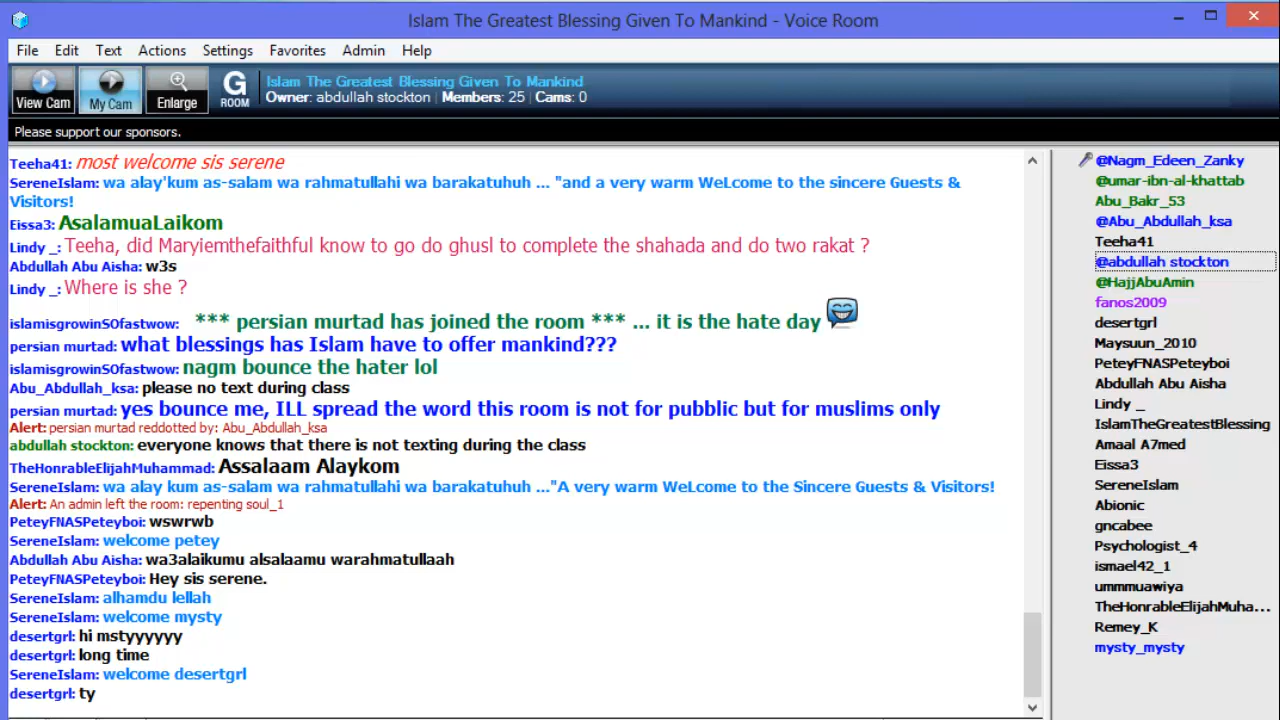 Islam The Greatest Blessing Given To Mankind - Voice Room
File Edit Text Actions Settings Favorites Admin Help
View Cam My Cam Enlarge G ROOM
Islam The Greatest Blessing Given To Mankind
Owner: abdullah stockton | Members: 25 | Cams: 0
Please support our sponsors.
Teeha41: most welcome sis serene
SereneIslam: wa alay'kum as-salam wa rahmatullahi wa barakatuhuh ... "and a very warm WeLcome to the sincere Guests &
Visitors!
Eissa3: AsalamuaLaikom
Lindy _: Teeha, did Maryiemthefaithful know to go do ghusl to complete the shahada and do two rakat ?
Abdullah Abu Aisha: w3s
Lindy _: Where is she ?
islamisgrowinSOfastwow: *** persian murtad has joined the room *** ... it is the hate day
persian murtad: what blessings has Islam have to offer mankind???
islamisgrowinSOfastwow: nagm bounce the hater lol
Abu_Abdullah_ksa: please no text during class
persian murtad: yes bounce me, ILL spread the word this room is not for pubblic but for muslims only
Alert: persian murtad reddotted by: Abu_Abdullah_ksa
abdullah stockton: everyone knows that there is not texting during the class
TheHonrableElijahMuhammad: Assalaam Alaykom
SereneIslam: wa alay kum as-salam wa rahmatullahi wa barakatuhuh ..."A very warm WeLcome to the Sincere Guests & Visitors!
Alert: An admin left the room: repenting soul_1
PeteyFNASPeteyboi: wswrwb
SereneIslam: welcome petey
Abdullah Abu Aisha: wa3alaikumu alsalaamu warahmatullaah
PeteyFNASPeteyboi: Hey sis serene.
SereneIslam: alhamdu lellah
SereneIslam: welcome mysty
desertgrl: hi mstyyyyyy
desertgrl: long time
SereneIslam: welcome desertgrl
desertgrl: ty
@Nagm_Edeen_Zanky
@umar-ibn-al-khattab
Abu_Bakr_53
@Abu_Abdullah_ksa
Teeha41
@abdullah stockton
@HajjAbuAmin
fanos2009
desertgrl
Maysuun_2010
PeteyFNASPeteyboi
Abdullah Abu Aisha
Lindy _
IslamTheGreatestBlessing
Amaal A7med
Eissa3
SereneIslam
Abionic
gncabee
Psychologist_4
ismael42_1
ummmuawiya
TheHonrableElijahMuha...
Remey_K
mysty_mysty